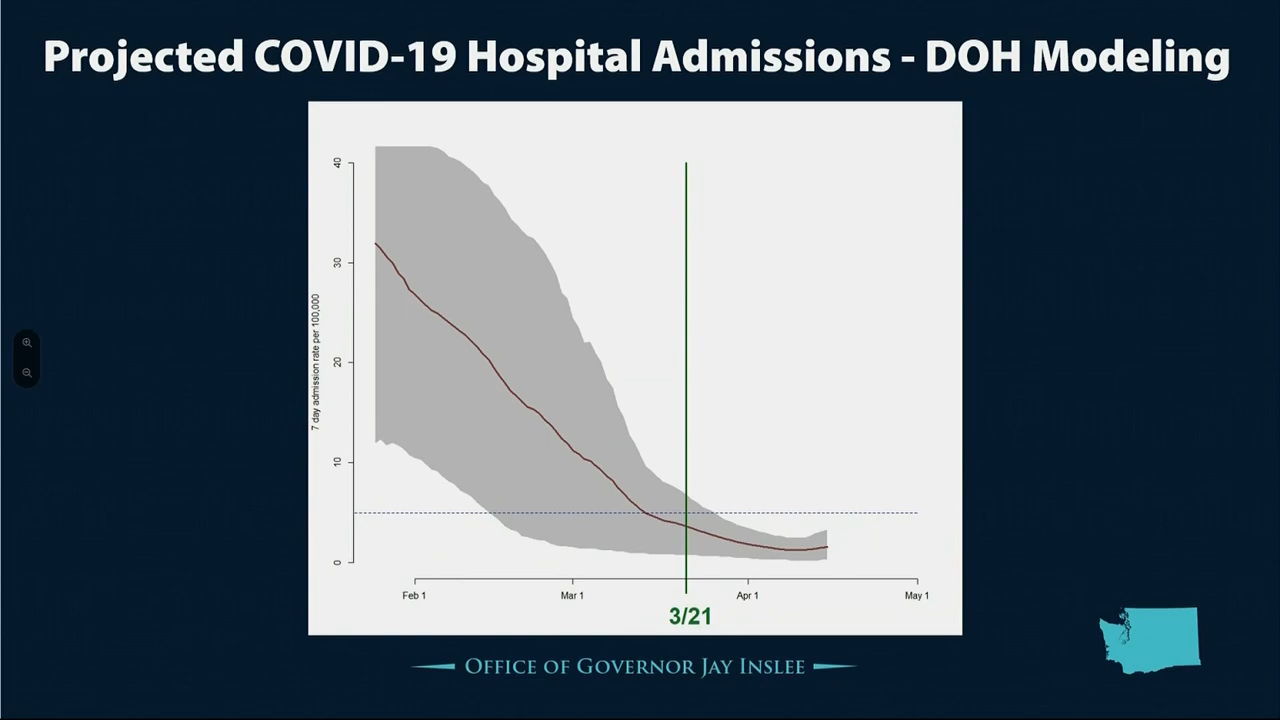 Projected COVID-19 Hospital Admissions - DOH Modeling
40
30
20
10
0
7 day admission rate per 100,000
Feb 1
Mar 1
Apr 1
May 1
3/21
OFFICE OF GOVERNOR JAY INSLEE